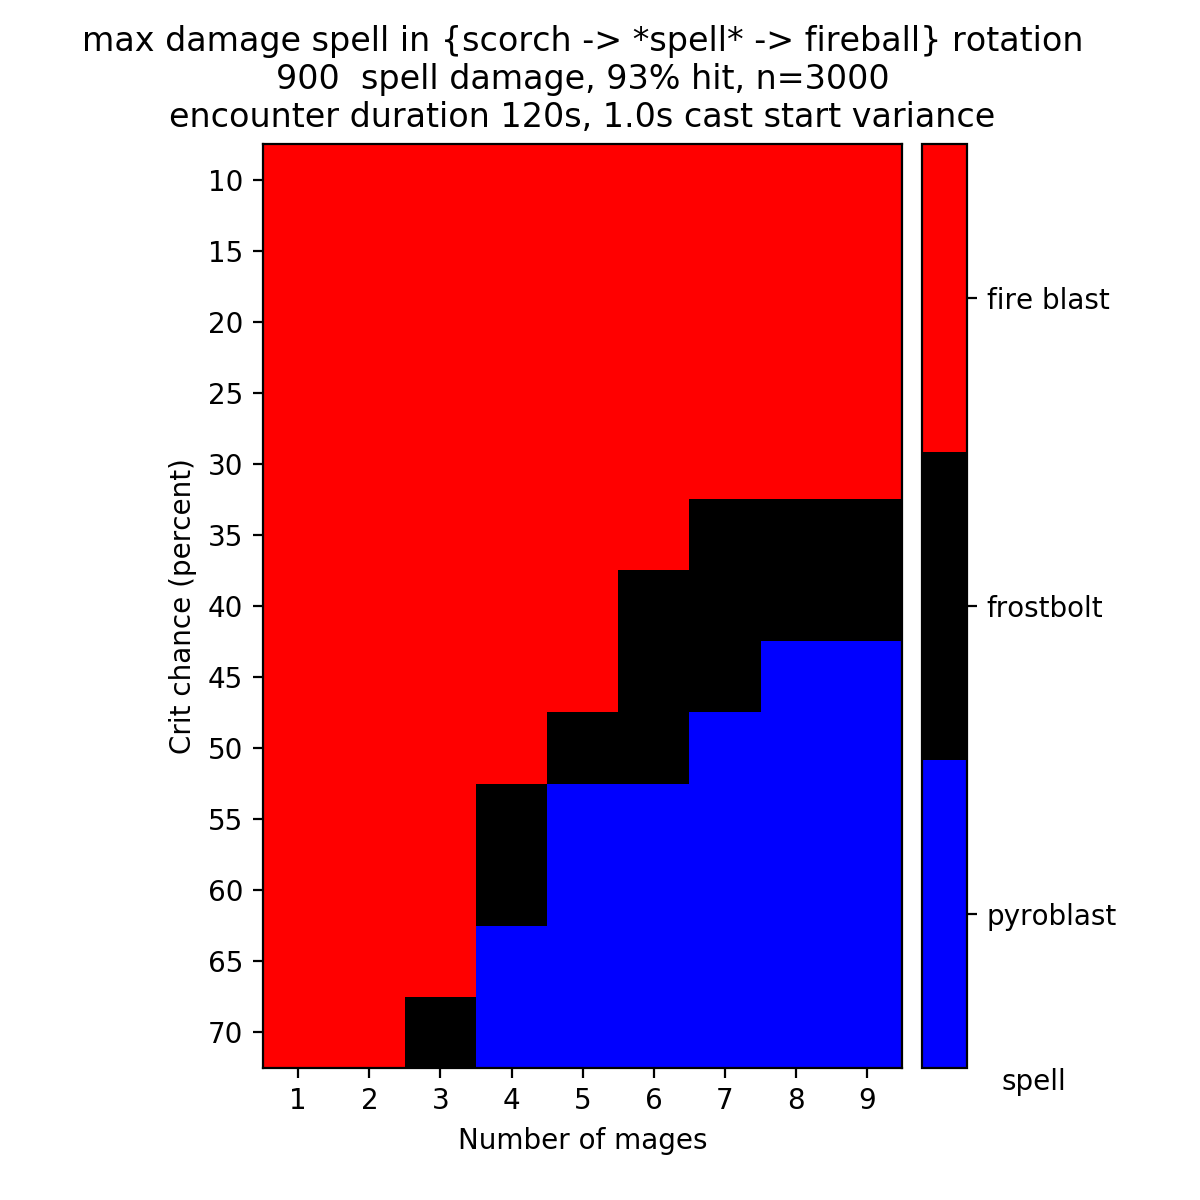 max damage spell in {scorch -> *spell* -> fireball} rotation
900  spell damage, 93% hit, n=3000
encounter duration 120s, 1.0s cast start variance
Crit chance (percent)
10
15
20
25
30
35
40
45
50
55
60
65
70
1 2 3 4 5 6 7 8 9
Number of mages
fire blast
frostbolt
pyroblast
spell